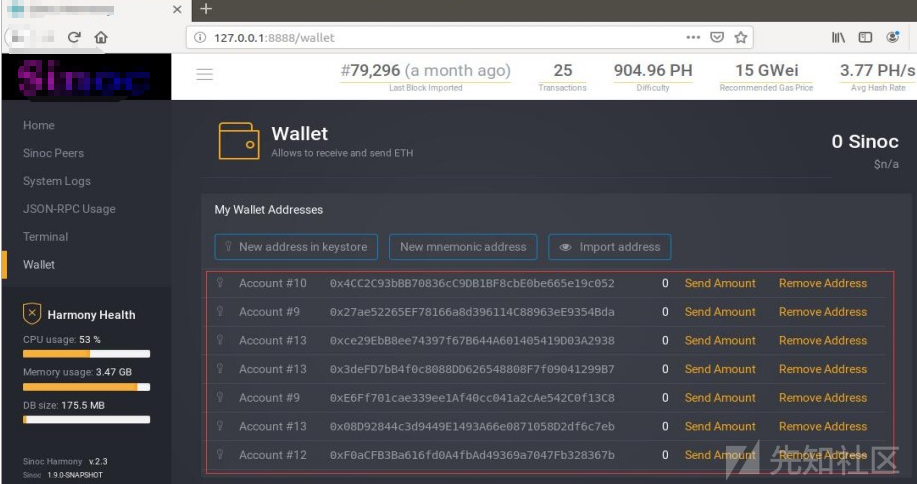 127.0.0.1:8888/wallet
Sinoc
#79,296 (a month ago)
Last Block Imported
25
Transactions
904.96 PH
Difficulty
15 GWei
Recommended Gas Price
3.77 PH/s
Avg Hash Rate
Home
Sinoc Peers
System Logs
JSON-RPC Usage
Terminal
Wallet
Harmony Health
CPU usage: 53 %
Memory usage: 3.47 GB
DB size: 175.5 MB
Sinoc Harmony v.2.3
Sinoc 1.9.0-SNAPSHOT
Wallet
Allows to receive and send ETH
0 Sinoc
$n/a
My Wallet Addresses
New address in keystore New mnemonic address Import address
Account #10 0x4CC2C93bBB70836cC9DB1BF8cbE0be665e19c052 0 Send Amount Remove Address
Account #9 0x27ae52265EF78166a8d396114C88963eE9354Bda 0 Send Amount Remove Address
Account #13 0xce29EbB8ee74397f67B644A601405419D03A2938 0 Send Amount Remove Address
Account #13 0x3deFD7bB4f0c8088DD626548808F7f09041299B7 0 Send Amount Remove Address
Account #9 0xE6Ff701cae339ee1Af40cc041a2cAe542C0f13C8 0 Send Amount Remove Address
Account #13 0x08D92844c3d9449E1493A66e0871058D2df6c7eb 0 Send Amount Remove Address
Account #12 0xF0aCFB3Ba616fd0A4fbAd49369a7047Fb328367b 0 Send Amount Remove Address
先知社区